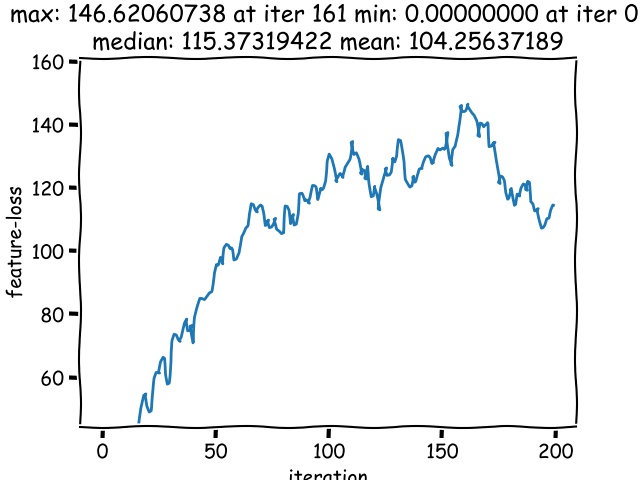 max: 146.62060738 at iter 161 min: 0.00000000 at iter 0
median: 115.37319422 mean: 104.25637189
160
140
120
100
80
60
feature-loss
0 50 100 150 200
iteration